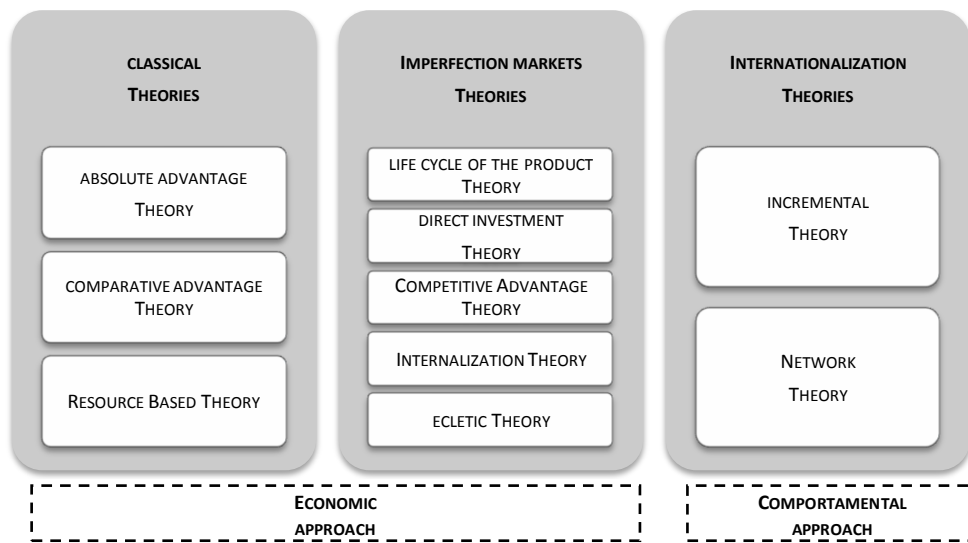 CLASSICAL
THEORIES
ABSOLUTE ADVANTAGE
THEORY
COMPARATIVE ADVANTAGE
THEORY
RESOURCE BASED THEORY
IMPERFECTION MARKETS
THEORIES
LIFE CYCLE OF THE PRODUCT
THEORY
DIRECT INVESTMENT
THEORY
COMPETITIVE ADVANTAGE
THEORY
INTERNALIZATION THEORY
ECLETIC THEORY
INTERNATIONALIZATION
THEORIES
INCREMENTAL
THEORY
NETWORK
THEORY
ECONOMIC
APPROACH
COMPORTAMENTAL
APPROACH